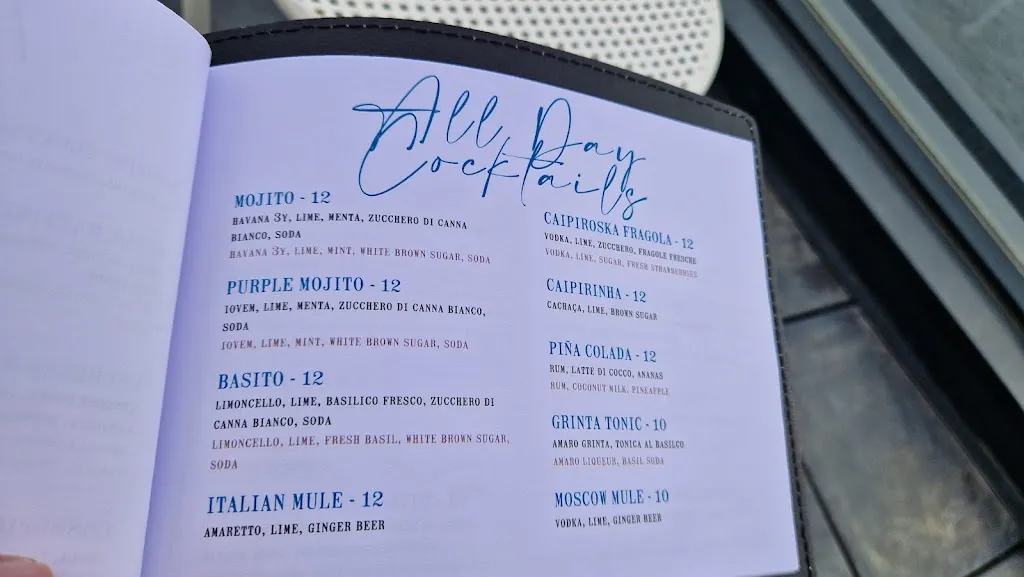 All Day
Cocktails
MOJITO - 12
HAVANA 3Y, LIME, MENTA, ZUCCHERO DI CANNA
BIANCO, SODA
HAVANA 3Y, LIME, MINT, WHITE BROWN SUGAR, SODA
PURPLE MOJITO - 12
IOVEM, LIME, MENTA, ZUCCHERO DI CANNA BIANCO,
SODA
IOVEM, LIME, MINT, WHITE BROWN SUGAR, SODA
BASITO - 12
LIMONCELLO, LIME, BASILICO FRESCO, ZUCCHERO DI
CANNA BIANCO, SODA
LIMONCELLO, LIME, FRESH BASIL, WHITE BROWN SUGAR,
SODA
ITALIAN MULE - 12
AMARETTO, LIME, GINGER BEER
CAIPIROSKA FRAGOLA - 12
VODKA, LIME, ZUCCHERO, FRAGOLE FRESCHE
VODKA, LIME, SUGAR, FRESH STRAWBERRIES
CAIPIRINHA - 12
CACHAÇA, LIME, BROWN SUGAR
PIÑA COLADA - 12
RUM, LATTE DI COCCO, ANANAS
RUM, COCONUT MILK, PINEAPPLE
GRINTA TONIC - 10
AMARO GRINTA, TONICA AL BASILCO
AMARO LIQUEUR, BASIL SODA
MOSCOW MULE - 10
VODKA, LIME, GINGER BEER